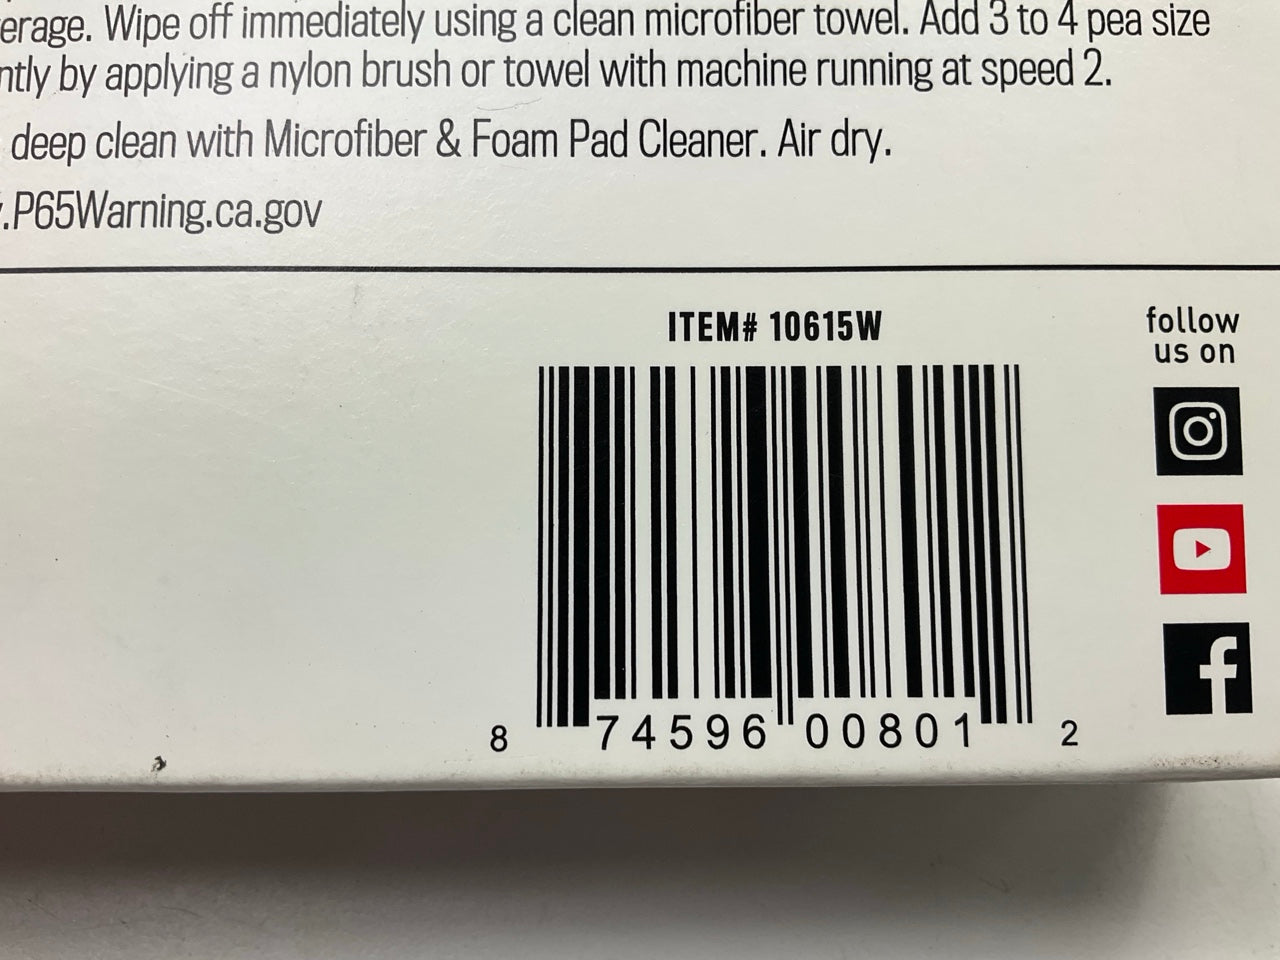 erage. Wipe off immediately using a clean microfiber towel. Add 3 to 4 pea size
ntly by applying a nylon brush or towel with machine running at speed 2.
deep clean with Microfiber & Foam Pad Cleaner. Air dry.
.P65Warning.ca.gov
ITEM# 10615W
follow
us on
8 74596 00801 2